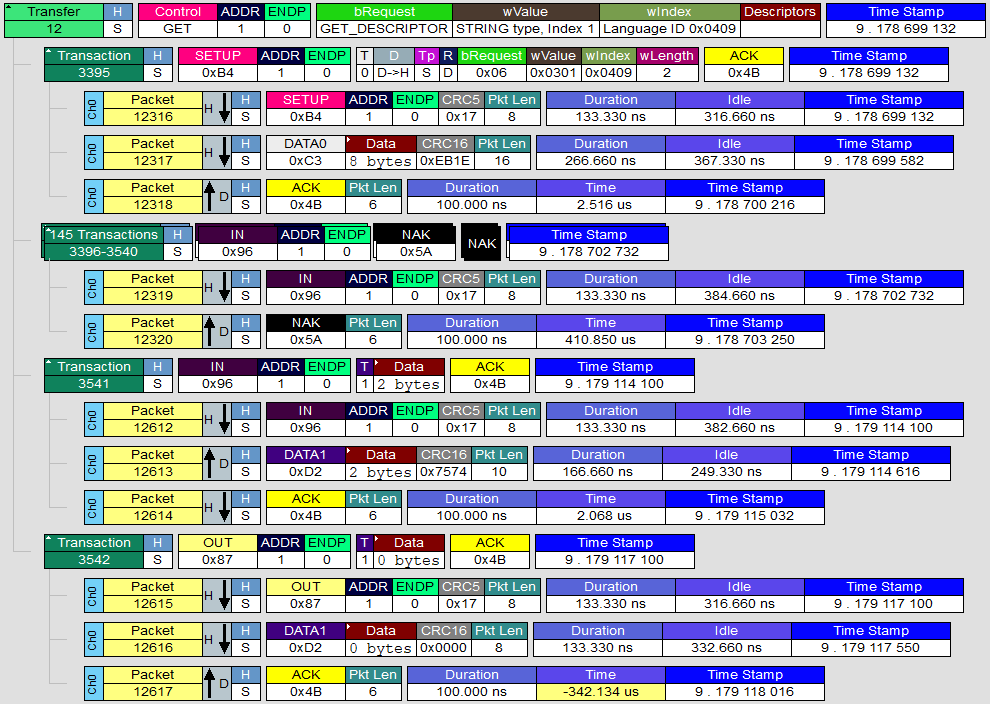 Transfer H Control ADDR ENDP bRequest wValue wIndex Descriptors Time Stamp
12 S GET 1 0 GET_DESCRIPTOR STRING type, Index 1 Language ID 0x0409 9 . 178 699 132
Transaction H SETUP ADDR ENDP T D Tp R bRequest wValue wIndex wLength ACK Time Stamp
3395 S 0xB4 1 0 0 D->H S D 0x06 0x0301 0x0409 2 0x4B 9 . 178 699 132
Ch0 Packet H H SETUP ADDR ENDP CRC5 Pkt Len Duration Idle Time Stamp
12316 S 0xB4 1 0 0x17 8 133.330 ns 316.660 ns 9 . 178 699 132
Ch0 Packet H H DATA0 Data CRC16 Pkt Len Duration Idle Time Stamp
12317 S 0xC3 8 bytes 0xEB1E 16 266.660 ns 367.330 ns 9 . 178 699 582
Ch0 Packet D H ACK Pkt Len Duration Time Time Stamp
12318 S 0x4B 6 100.000 ns 2.516 us 9 . 178 700 216
145 Transactions H IN ADDR ENDP NAK NAK Time Stamp
3396-3540 S 0x96 1 0 0x5A 9 . 178 702 732
Ch0 Packet H H IN ADDR ENDP CRC5 Pkt Len Duration Idle Time Stamp
12319 S 0x96 1 0 0x17 8 133.330 ns 384.660 ns 9 . 178 702 732
Ch0 Packet D H NAK Pkt Len Duration Time Time Stamp
12320 S 0x5A 6 100.000 ns 410.850 us 9 . 178 703 250
Transaction H IN ADDR ENDP T Data ACK Time Stamp
3541 S 0x96 1 0 1 2 bytes 0x4B 9 . 179 114 100
Ch0 Packet H H IN ADDR ENDP CRC5 Pkt Len Duration Idle Time Stamp
12612 S 0x96 1 0 0x17 8 133.330 ns 382.660 ns 9 . 179 114 100
Ch0 Packet D H DATA1 Data CRC16 Pkt Len Duration Idle Time Stamp
12613 S 0xD2 2 bytes 0x7574 10 166.660 ns 249.330 ns 9 . 179 114 616
Ch0 Packet H H ACK Pkt Len Duration Time Time Stamp
12614 S 0x4B 6 100.000 ns 2.068 us 9 . 179 115 032
Transaction H OUT ADDR ENDP T Data ACK Time Stamp
3542 S 0x87 1 0 1 0 bytes 0x4B 9 . 179 117 100
Ch0 Packet H H OUT ADDR ENDP CRC5 Pkt Len Duration Idle Time Stamp
12615 S 0x87 1 0 0x17 8 133.330 ns 316.660 ns 9 . 179 117 100
Ch0 Packet H H DATA1 Data CRC16 Pkt Len Duration Idle Time Stamp
12616 S 0xD2 0 bytes 0x0000 8 133.330 ns 332.660 ns 9 . 179 117 550
Ch0 Packet D H ACK Pkt Len Duration Time Time Stamp
12617 S 0x4B 6 100.000 ns -342.134 us 9 . 179 118 016